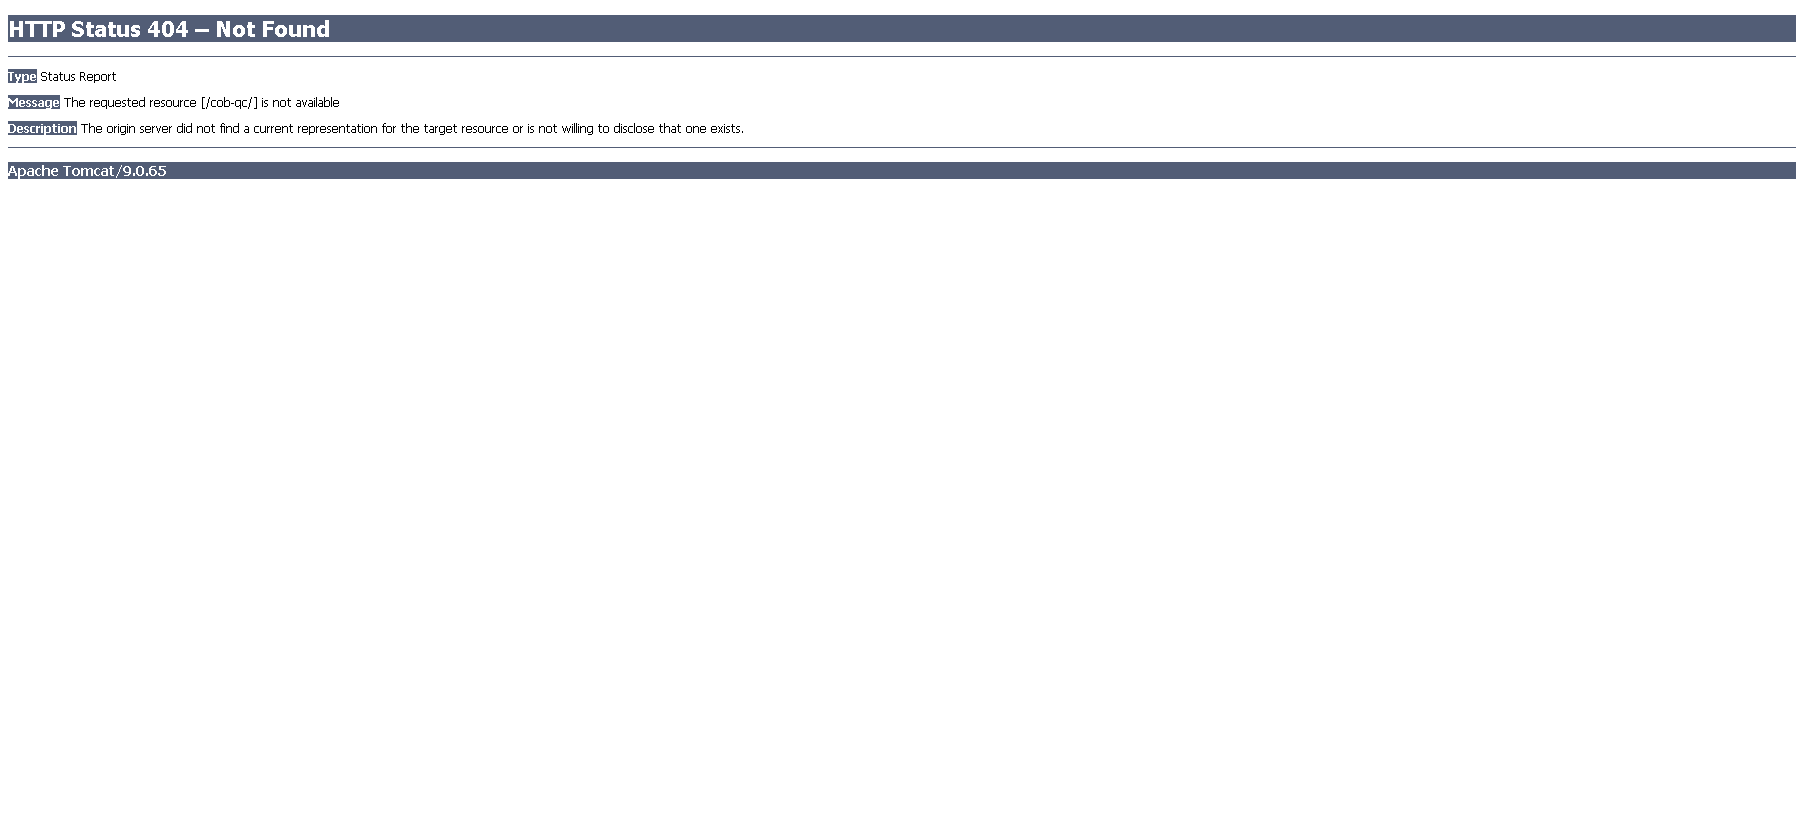 HTTP Status 404 – Not Found
Type Status Report
Message The requested resource [/cob-qc/] is not available
Description The origin server did not find a current representation for the target resource or is not willing to disclose that one exists.
Apache Tomcat/9.0.65